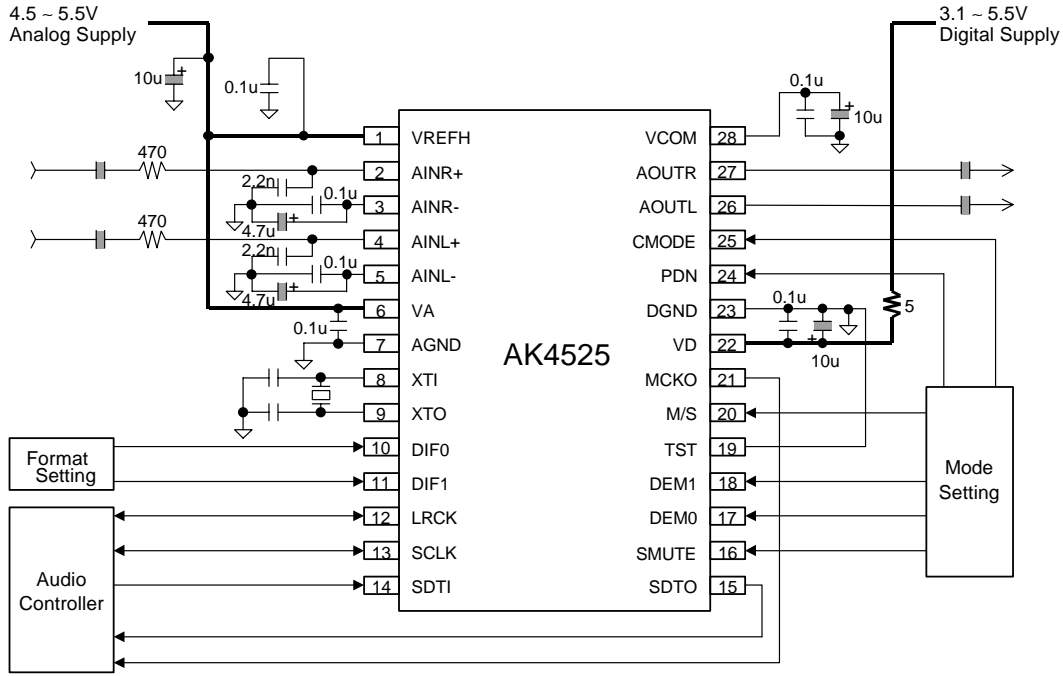 4.5 ~ 5.5V
Analog Supply
3.1 ~ 5.5V
Digital Supply
10u
+
0.1u
0.1u
+
10u
1 VREFH
VCOM 28
470
2 AINR+
AOUTR 27
2.2n
0.1u
3 AINR-
AOUTL 26
+
4.7u
470
4 AINL+
CMODE 25
2.2n
0.1u
5 AINL-
PDN 24
+
4.7u
6 VA
DGND 23
0.1u
5
0.1u
7 AGND
VD 22
+
10u
AK4525
8 XTI
MCKO 21
9 XTO
M/S 20
Format
Setting
10 DIF0
TST 19
11 DIF1
DEM1 18
Mode
Setting
12 LRCK
DEM0 17
13 SCLK
SMUTE 16
Audio
Controller
14 SDTI
SDTO 15